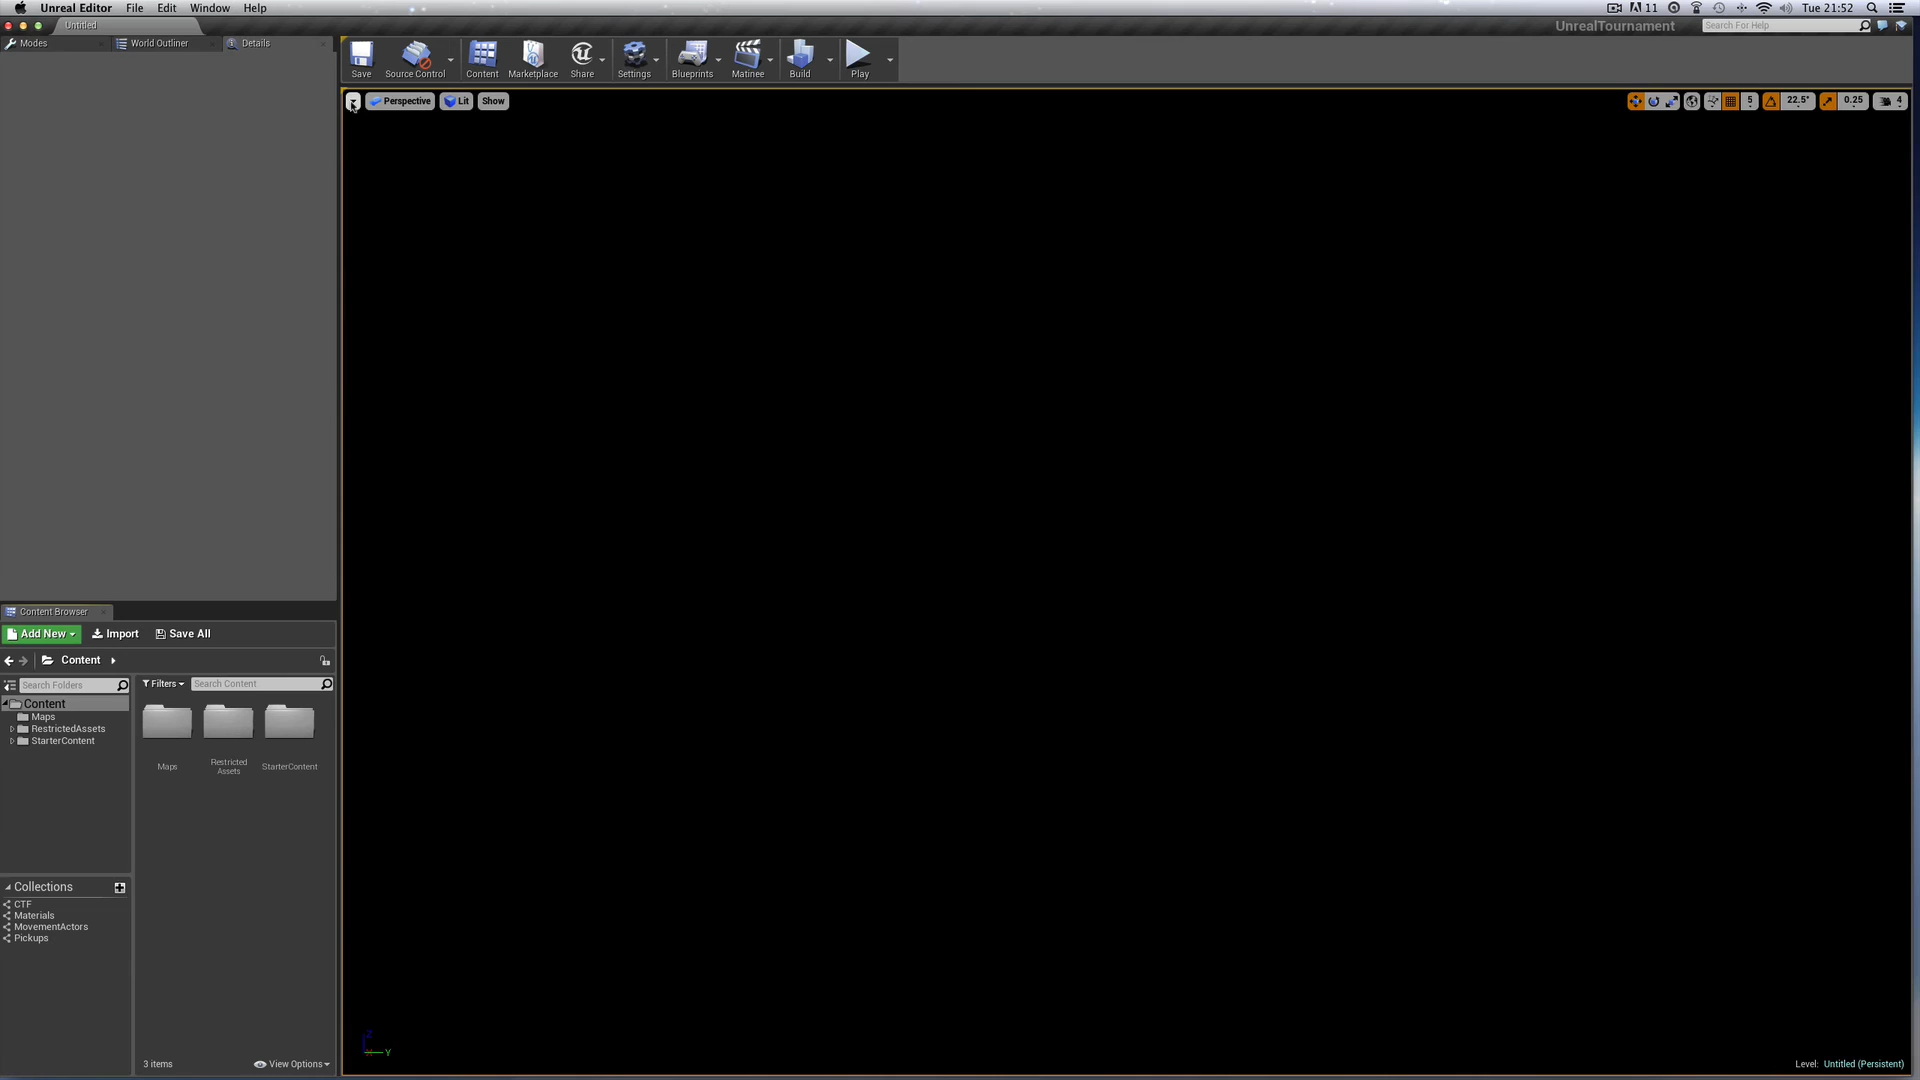 Unreal Editor File Edit Window Help
11 Tue 21:52
Untitled
UnrealTournament
Search For Help
Modes World Outliner Details
Save Source Control Content Marketplace Share Settings Blueprints Matinee Build Play
Perspective Lit Show
5 22.5° 0.25 4
Content Browser
Add New Import Save All
Content
Search Folders
Filters Search Content
Content
Maps
RestrictedAssets
StarterContent
Maps
Restricted
Assets
StarterContent
Collections
CTF
Materials
MovementActors
Pickups
Z
X Y
3 items View Options
Level: Untitled (Persistent)